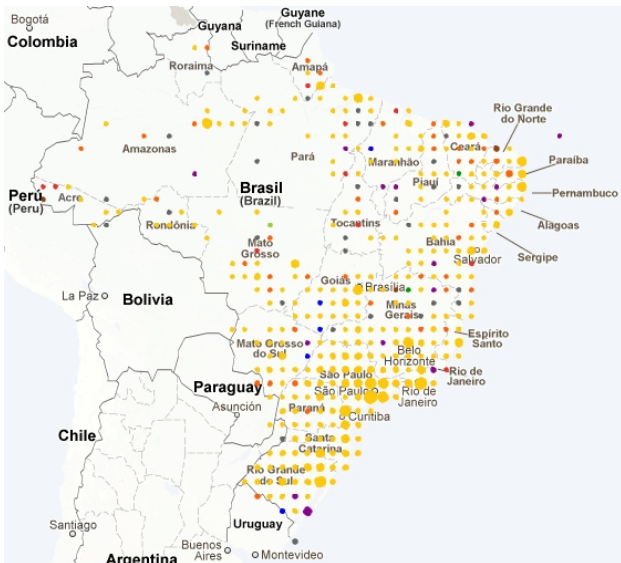 Bogotá
Colombia
Guyana
Guyane
(French Guiana)
Suriname
Roraima
Amapá
Rio Grande
do Norte
Amazonas
Pará
Maranhão
Ceará
Paraíba
Piauí
Pernambuco
Perú
(Peru)
Acre
Brasil
(Brazil)
Rondônia
Tocantins
Alagoas
Mato
Grosso
Bahia
Salvador
Sergipe
La Paz
Bolivia
Goiás
Brasília
Minas
Gerais
Espírito
Santo
Mato Grosso
do Sul
Belo
Horizonte
Rio de
Janeiro
Paraguay
São Paulo
São Paulo
Rio de
Janeiro
Asunción
Paraná
Curitiba
Chile
Santa
Catarina
Rio Grande
do Sul
Santiago
Uruguay
Buenos
Aires
Montevideo
Argentina